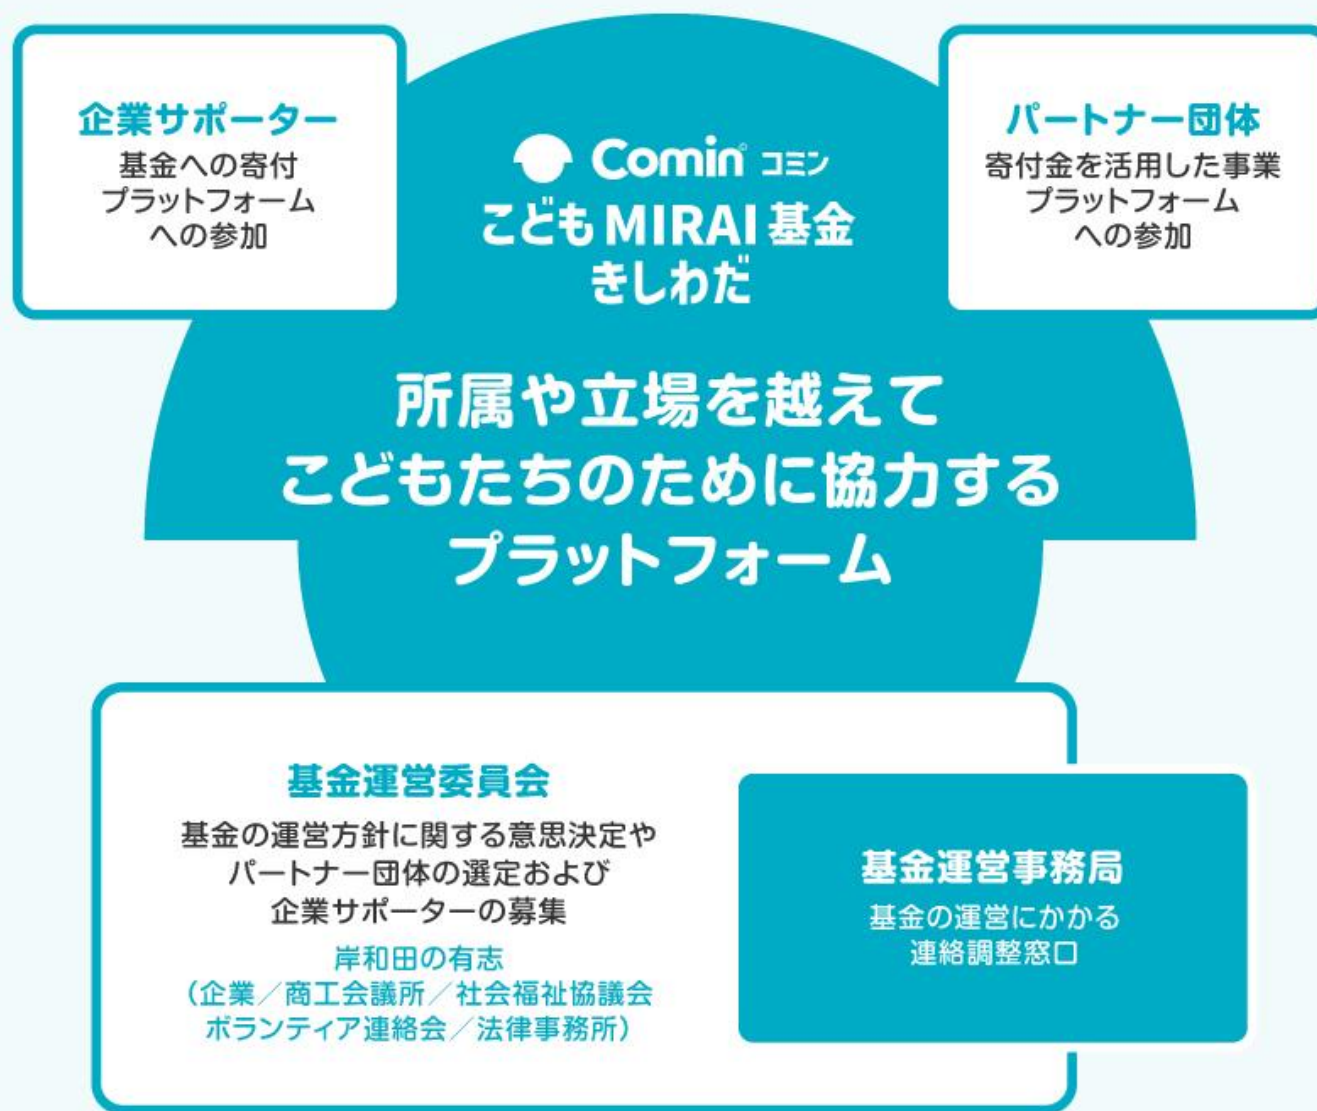 企業サポーター
基金への寄付
プラットフォーム
への参加
Comin コミン
こどもMIRAI基金
きしわだ
パートナー団体
寄付金を活用した事業
プラットフォーム
への参加
所属や立場を越えて
こどもたちのために協力する
プラットフォーム
基金運営委員会
基金の運営方針に関する意思決定や
パートナー団体の選定および
企業サポーターの募集
岸和田の有志
（企業／商工会議所／社会福祉協議会
ボランティア連絡会／法律事務所）
基金運営事務局
基金の運営にかかる
連絡調整窓口